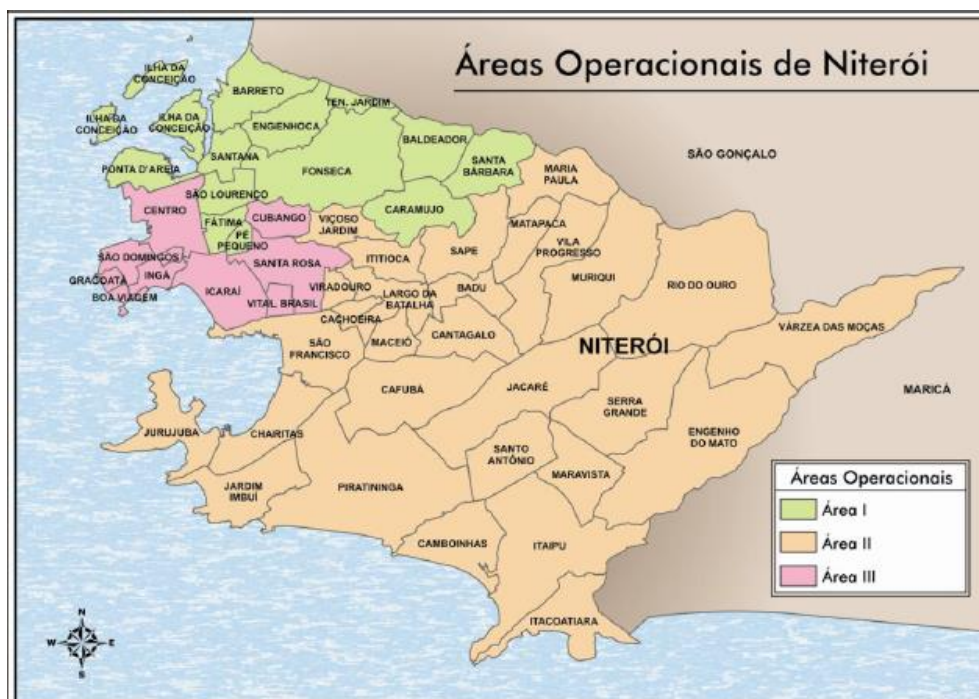 Áreas Operacionais de Niterói
ILHA DA
CONCEIÇÃO
ILHA DA
CONCEIÇÃO
ILHA DA
CONCEIÇÃO
BARRETO
TEN. JARDIM
ENGENHOCA
BALDEADOR
SANTANA
FONSECA
SANTA
BÁRBARA
MARIA
PAULA
SÃO GONÇALO
PONTA D'AREIA
SÃO LOURENÇO
CENTRO
FÁTIMA
CUBANGO
VIÇOSO
JARDIM
CARAMUJO
MATAPACA
PÉ
PEQUENO
SÃO DOMINGOS
SANTA ROSA
ITITIOCA
SAPE
VILA
PROGRESSO
MURIQUI
RIO DO OURO
GRAGOATÁ
INGÁ
BOA VIAGEM
ICARAÍ
VITAL BRASIL
VIRADOURO
LARGO DA
BATALHA
BADU
CACHOEIRA
SÃO
FRANCISCO
MACEIÓ
CANTAGALO
NITERÓI
VÁRZEA DAS MOÇAS
CAFUBÁ
JACARÉ
SERRA
GRANDE
MARICÁ
JURUJUBA
CHARITAS
ENGENHO
DO MATO
SANTO
ANTÔNIO
MARAVISTA
JARDIM
IMBUÍ
PIRATININGA
CAMBOINHAS
ITAIPU
ITACOATIARA
Áreas Operacionais
Área I
Área II
Área III
N
W
E
S